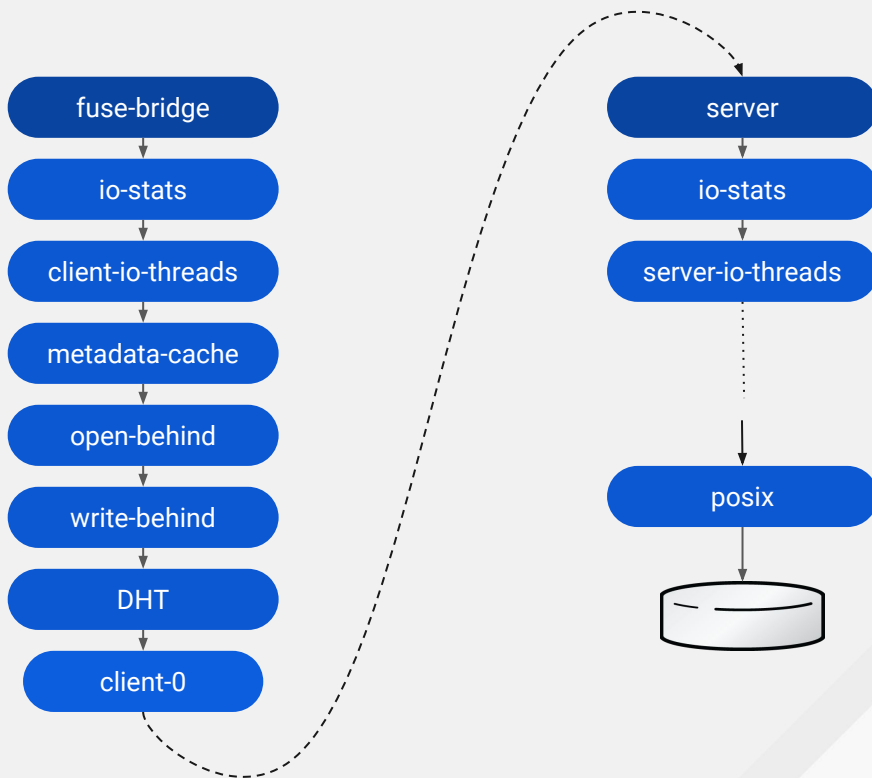 fuse-bridge
io-stats
client-io-threads
metadata-cache
open-behind
write-behind
DHT
client-0
server
io-stats
server-io-threads
posix